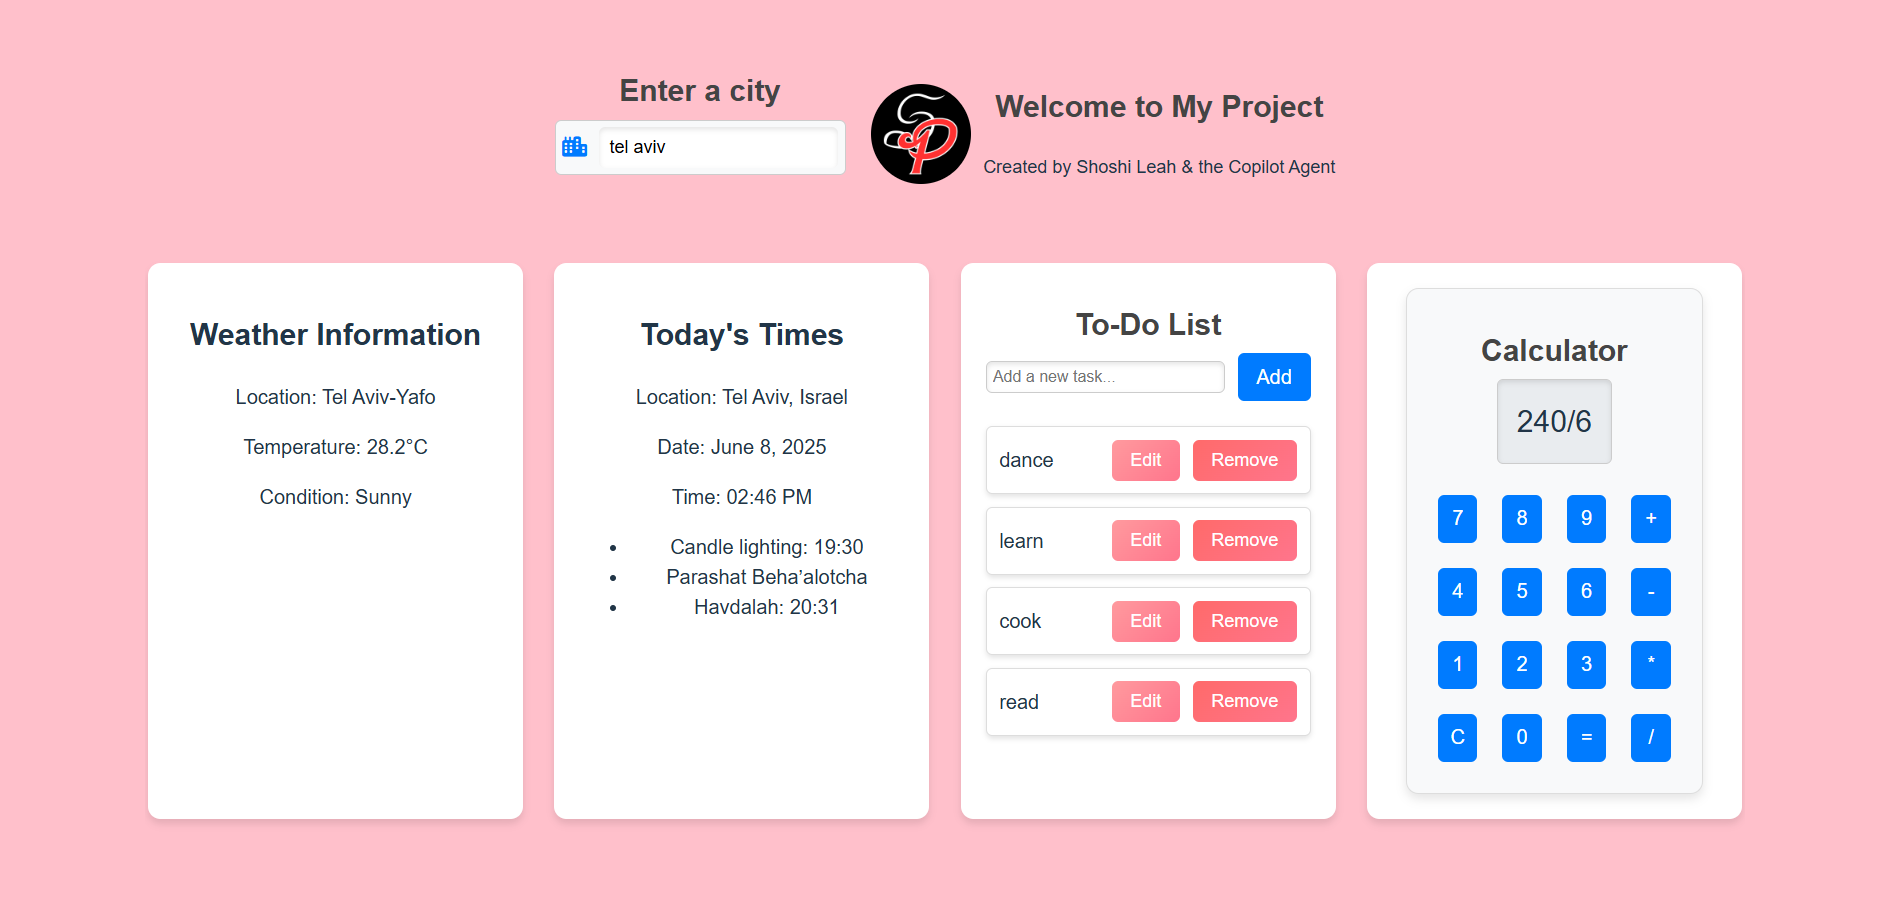 Enter a city
tel aviv
Welcome to My Project
Created by Shoshi Leah & the Copilot Agent
Weather Information
Location: Tel Aviv-Yafo
Temperature: 28.2°C
Condition: Sunny
Today's Times
Location: Tel Aviv, Israel
Date: June 8, 2025
Time: 02:46 PM
Candle lighting: 19:30
Parashat Beha’alotcha
Havdalah: 20:31
To-Do List
Add a new task...
Add
dance Edit Remove
learn Edit Remove
cook Edit Remove
read Edit Remove
Calculator
240/6
7 8 9 +
4 5 6 -
1 2 3 *
C 0 = /